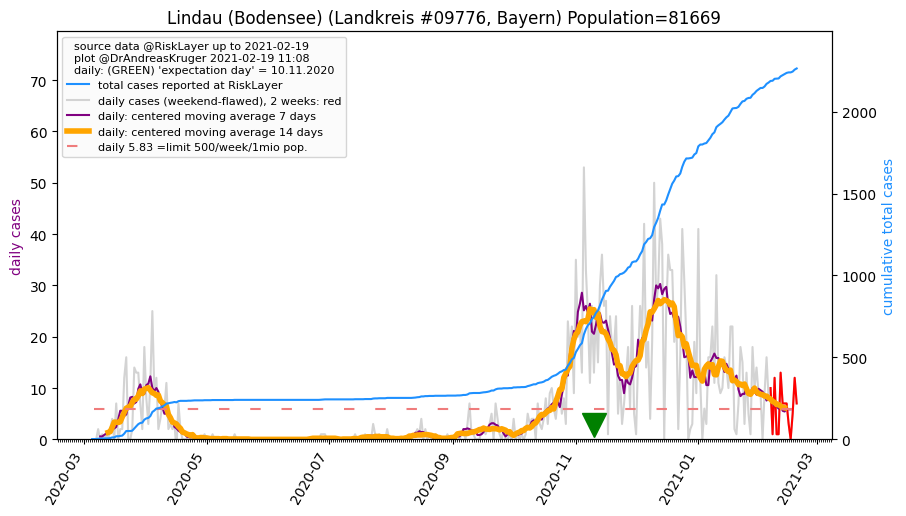 Lindau (Bodensee) (Landkreis #09776, Bayern) Population=81669
source data @RiskLayer up to 2021-02-19
plot @DrAndreasKruger 2021-02-19 11:08
daily: (GREEN) 'expectation day' = 10.11.2020
total cases reported at RiskLayer
daily cases (weekend-flawed), 2 weeks: red
daily: centered moving average 7 days
daily: centered moving average 14 days
daily 5.83 =limit 500/week/1mio pop.
daily cases
70
60
50
40
30
20
10
0
cumulative total cases
2000
1500
1000
500
0
2020-03
2020-05
2020-07
2020-09
2020-11
2021-01
2021-03